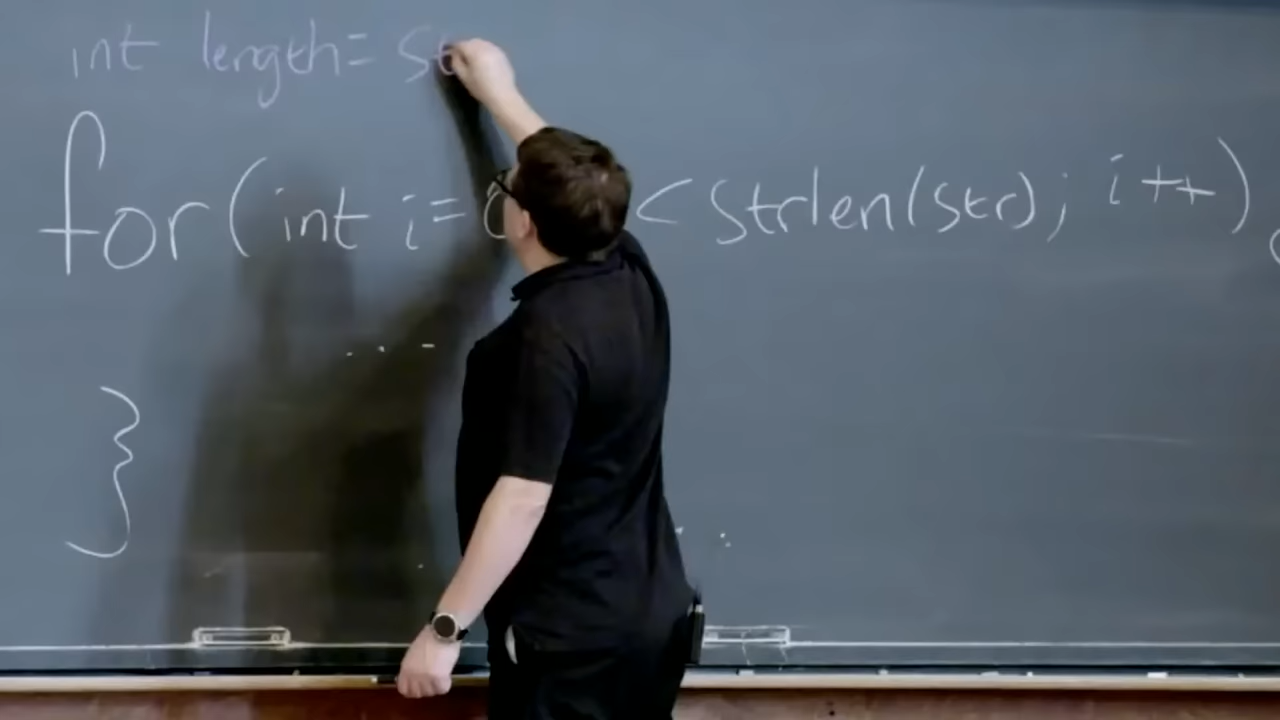 int length= st
for(int i=0 < strlen(str); i++)
}